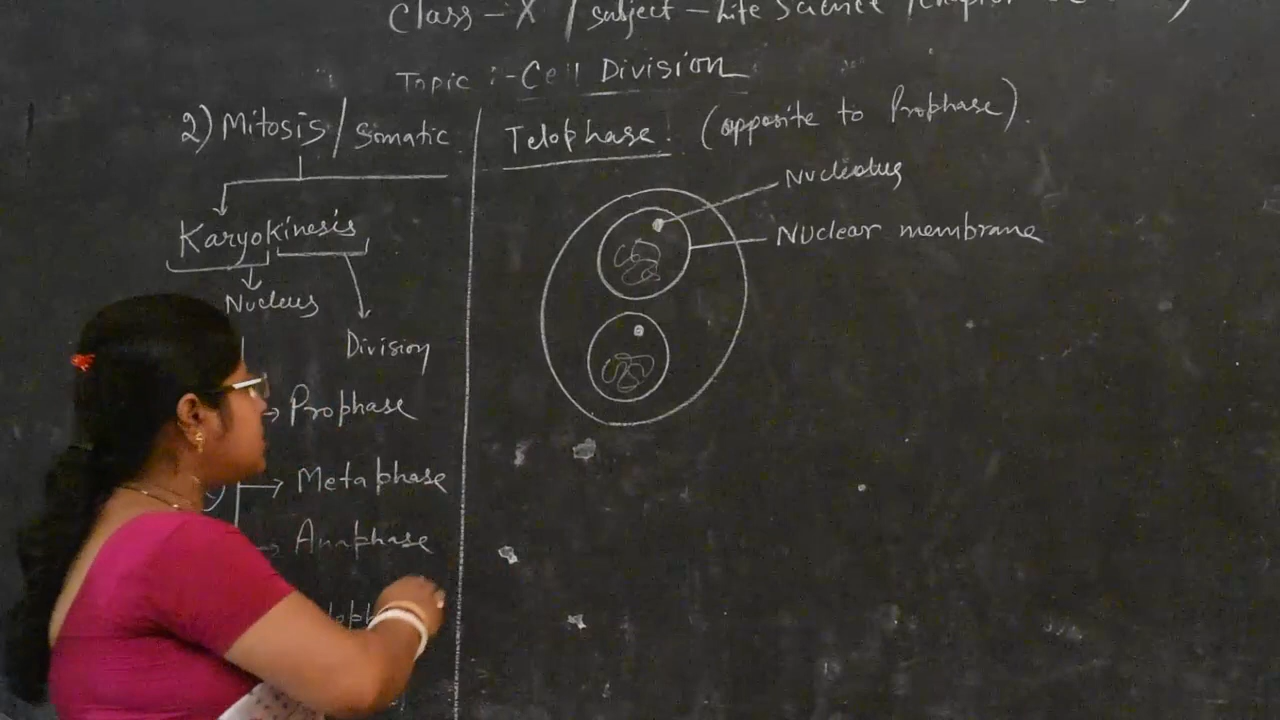 Class - X / Subject - Life Science /
Topic :- Cell Division
2) Mitosis / Somatic
Karyokinesis
Nucleus
Division
Prophase
Metaphase
Anaphase
Telophase. (opposite to Prophase).
Nucleolus
Nuclear membrane